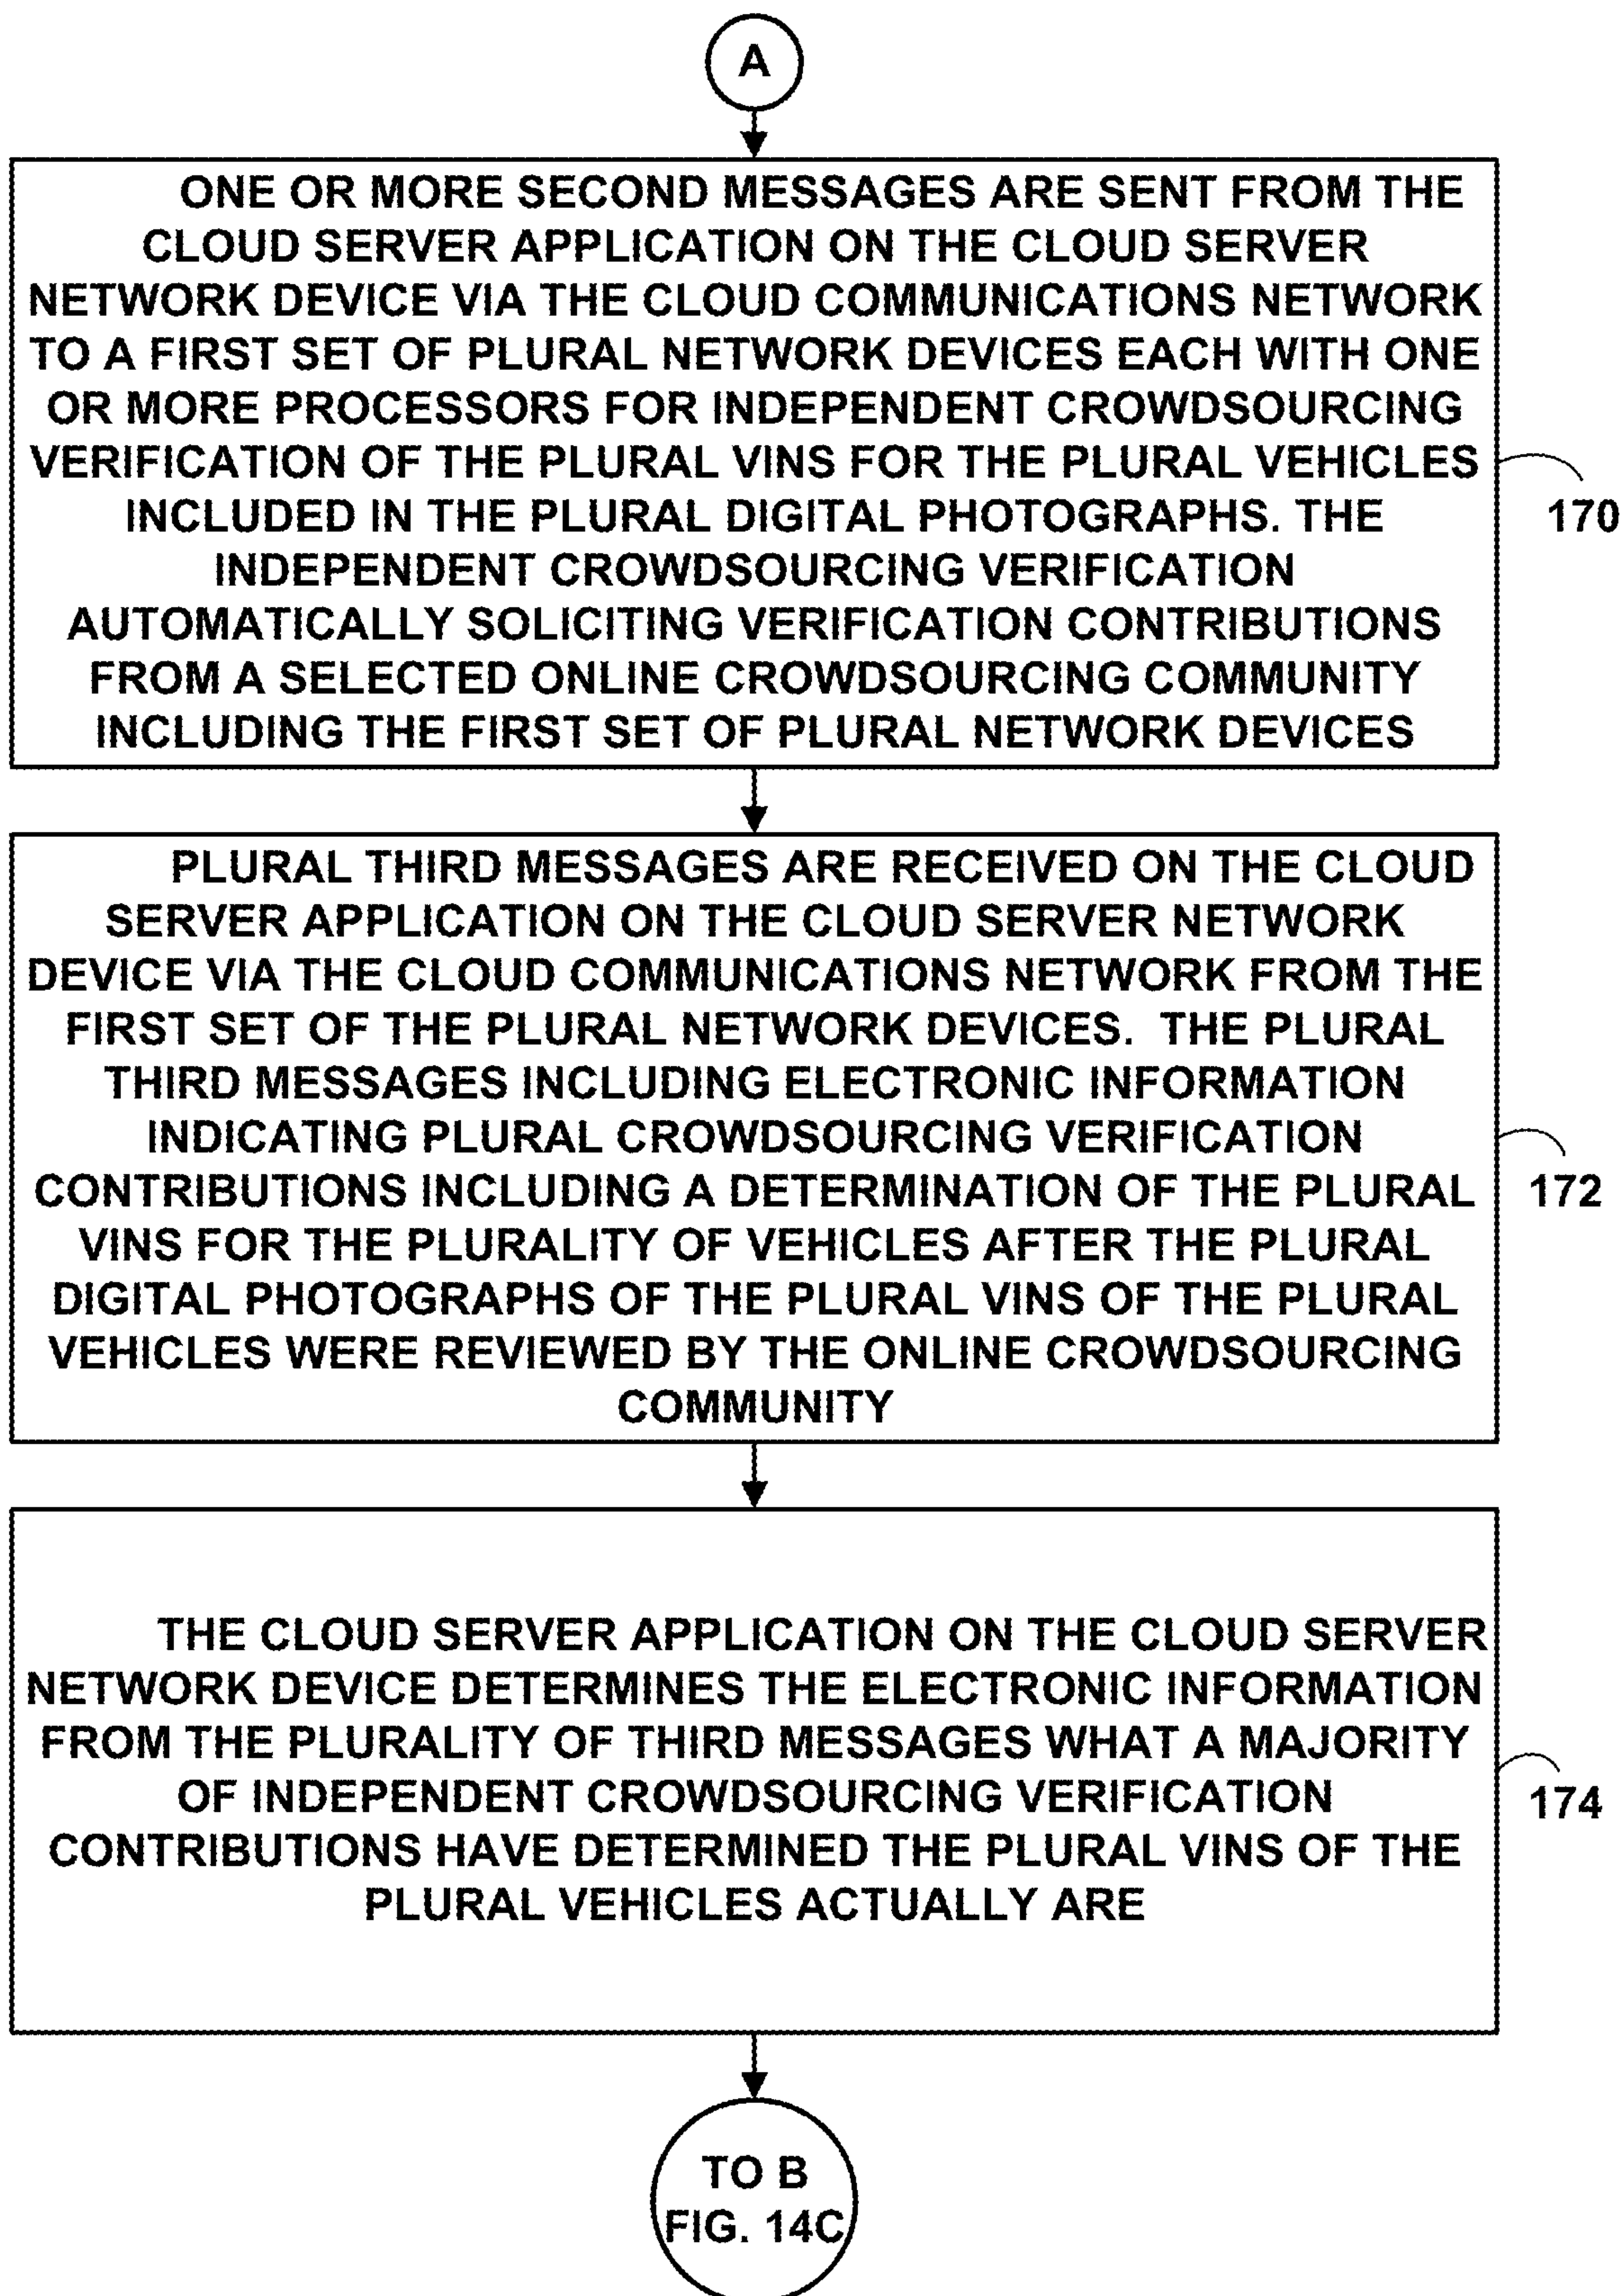 A
ONE OR MORE SECOND MESSAGES ARE SENT FROM THE
CLOUD SERVER APPLICATION ON THE CLOUD SERVER
NETWORK DEVICE VIA THE CLOUD COMMUNICATIONS NETWORK
TO A FIRST SET OF PLURAL NETWORK DEVICES EACH WITH ONE
OR MORE PROCESSORS FOR INDEPENDENT CROWDSOURCING
VERIFICATION OF THE PLURAL VINS FOR THE PLURAL VEHICLES
INCLUDED IN THE PLURAL DIGITAL PHOTOGRAPHS. THE
INDEPENDENT CROWDSOURCING VERIFICATION
AUTOMATICALLY SOLICITING VERIFICATION CONTRIBUTIONS
FROM A SELECTED ONLINE CROWDSOURCING COMMUNITY
INCLUDING THE FIRST SET OF PLURAL NETWORK DEVICES
170
PLURAL THIRD MESSAGES ARE RECEIVED ON THE CLOUD
SERVER APPLICATION ON THE CLOUD SERVER NETWORK
DEVICE VIA THE CLOUD COMMUNICATIONS NETWORK FROM THE
FIRST SET OF THE PLURAL NETWORK DEVICES. THE PLURAL
THIRD MESSAGES INCLUDING ELECTRONIC INFORMATION
INDICATING PLURAL CROWDSOURCING VERIFICATION
CONTRIBUTIONS INCLUDING A DETERMINATION OF THE PLURAL
VINS FOR THE PLURALITY OF VEHICLES AFTER THE PLURAL
DIGITAL PHOTOGRAPHS OF THE PLURAL VINS OF THE PLURAL
VEHICLES WERE REVIEWED BY THE ONLINE CROWDSOURCING
COMMUNITY
172
THE CLOUD SERVER APPLICATION ON THE CLOUD SERVER
NETWORK DEVICE DETERMINES THE ELECTRONIC INFORMATION
FROM THE PLURALITY OF THIRD MESSAGES WHAT A MAJORITY
OF INDEPENDENT CROWDSOURCING VERIFICATION
CONTRIBUTIONS HAVE DETERMINED THE PLURAL VINS OF THE
PLURAL VEHICLES ACTUALLY ARE
174
TO B
FIG. 14C